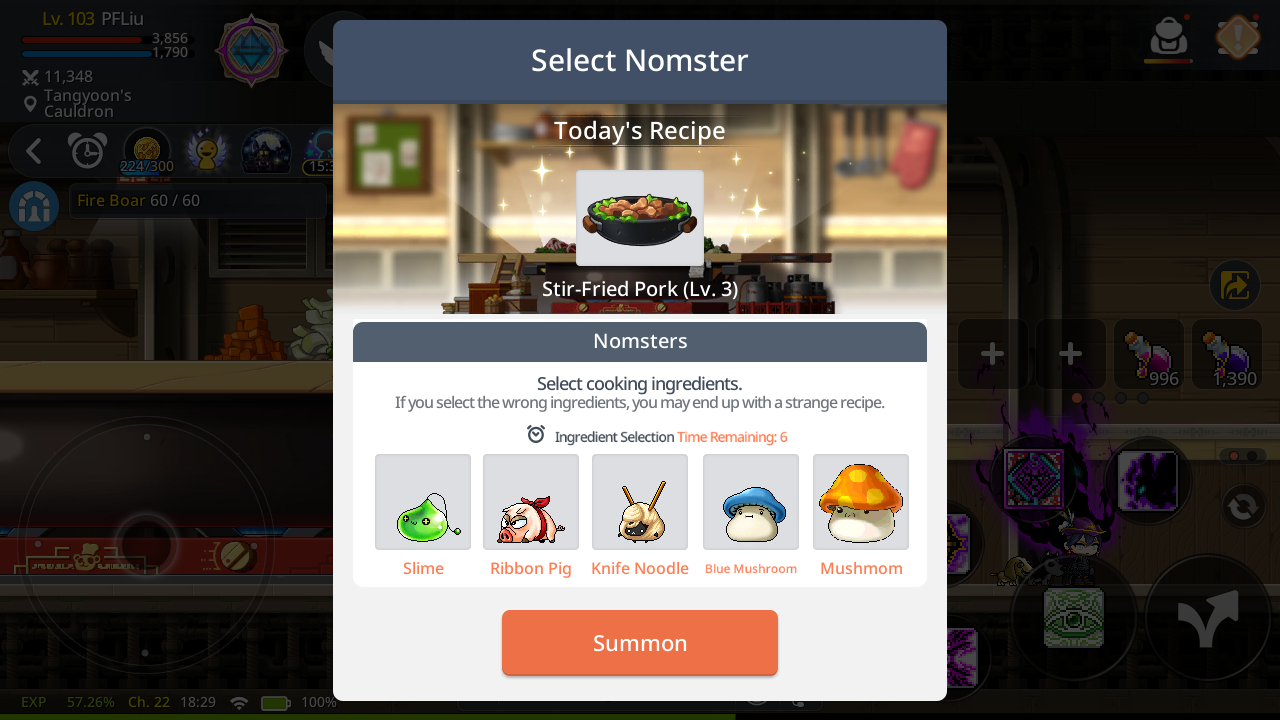 Lv. 103 PFLiu
3,856
1,790
11,348
Tangyoon's
Cauldron
224/300
15:3
Fire Boar 60 / 60
Select Nomster
Today's Recipe
Stir-Fried Pork (Lv. 3)
Nomsters
Select cooking ingredients.
If you select the wrong ingredients, you may end up with a strange recipe.
Ingredient Selection Time Remaining: 6
Slime
Ribbon Pig
Knife Noodle
Blue Mushroom
Mushmom
Summon
996
1,390
EXP 57.26% Ch. 22 18:29 100%